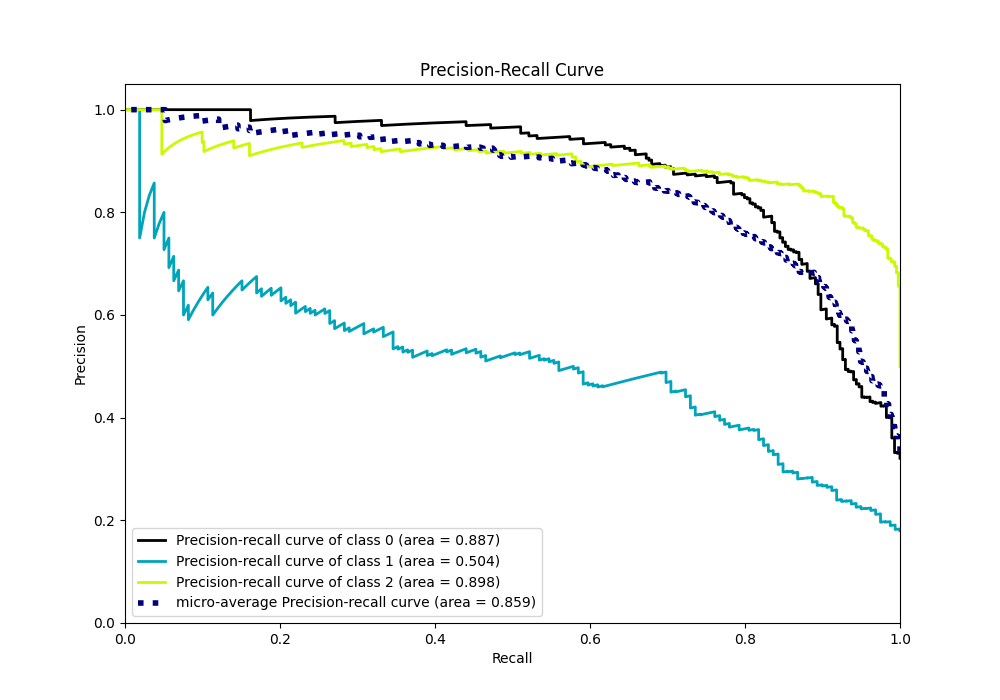 Precision-Recall Curve
1.0
0.8
0.6
0.4
0.2
0.0
Precision
Precision-recall curve of class 0 (area = 0.887)
Precision-recall curve of class 1 (area = 0.504)
Precision-recall curve of class 2 (area = 0.898)
micro-average Precision-recall curve (area = 0.859)
0.0 0.2 0.4 0.6 0.8 1.0
Recall